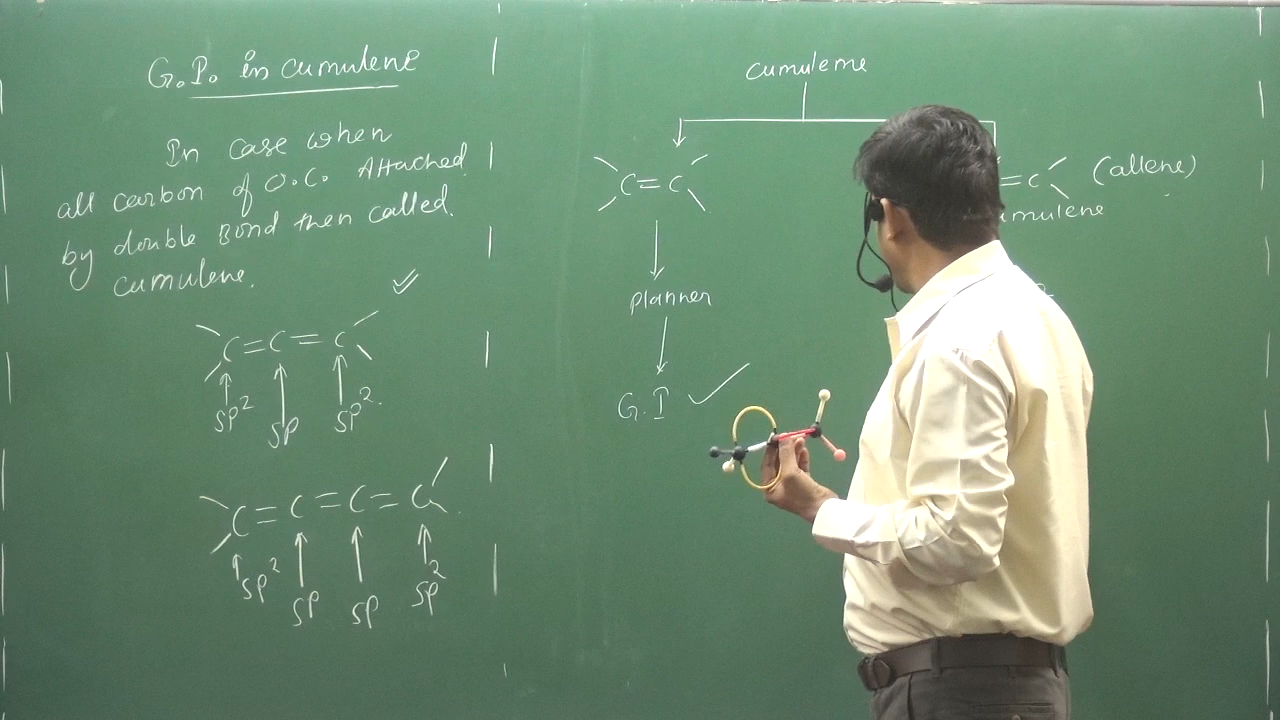 G.I. in cumulene
In case when
all carbon of O.C. Attached
by double Bond then called
cumulene.
C=C=C
sp² sp sp²
C=C=C=C
sp² sp sp sp²
cumulene
C=C
planner
G.I ✓
=C (allene)
umulene